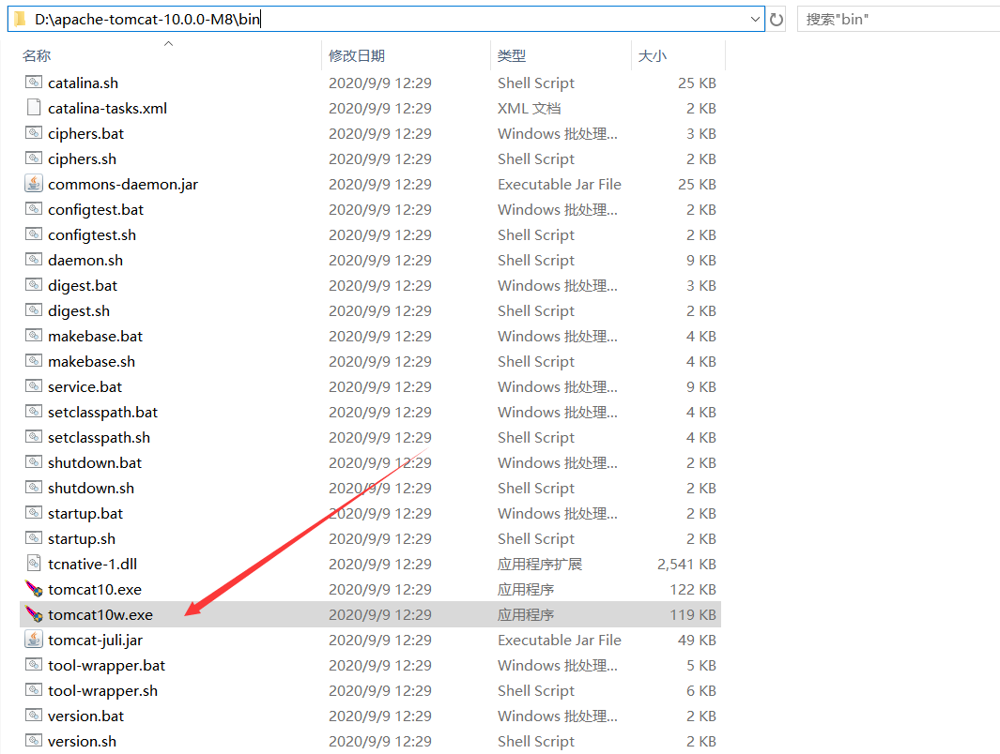 D:\apache-tomcat-10.0.0-M8\bin 搜索"bin"
名称 修改日期 类型 大小
catalina.sh 2020/9/9 12:29 Shell Script 25 KB
catalina-tasks.xml 2020/9/9 12:29 XML 文档 2 KB
ciphers.bat 2020/9/9 12:29 Windows 批处理... 3 KB
ciphers.sh 2020/9/9 12:29 Shell Script 2 KB
commons-daemon.jar 2020/9/9 12:29 Executable Jar File 25 KB
configtest.bat 2020/9/9 12:29 Windows 批处理... 2 KB
configtest.sh 2020/9/9 12:29 Shell Script 2 KB
daemon.sh 2020/9/9 12:29 Shell Script 9 KB
digest.bat 2020/9/9 12:29 Windows 批处理... 3 KB
digest.sh 2020/9/9 12:29 Shell Script 2 KB
makebase.bat 2020/9/9 12:29 Windows 批处理... 4 KB
makebase.sh 2020/9/9 12:29 Shell Script 4 KB
service.bat 2020/9/9 12:29 Windows 批处理... 9 KB
setclasspath.bat 2020/9/9 12:29 Windows 批处理... 4 KB
setclasspath.sh 2020/9/9 12:29 Shell Script 4 KB
shutdown.bat 2020/9/9 12:29 Windows 批处理... 2 KB
shutdown.sh 2020/9/9 12:29 Shell Script 2 KB
startup.bat 2020/9/9 12:29 Windows 批处理... 2 KB
startup.sh 2020/9/9 12:29 Shell Script 2 KB
tcnative-1.dll 2020/9/9 12:29 应用程序扩展 2,541 KB
tomcat10.exe 2020/9/9 12:29 应用程序 122 KB
tomcat10w.exe 2020/9/9 12:29 应用程序 119 KB
tomcat-juli.jar 2020/9/9 12:29 Executable Jar File 49 KB
tool-wrapper.bat 2020/9/9 12:29 Windows 批处理... 5 KB
tool-wrapper.sh 2020/9/9 12:29 Shell Script 6 KB
version.bat 2020/9/9 12:29 Windows 批处理... 2 KB
version.sh 2020/9/9 12:29 Shell Script 2 KB